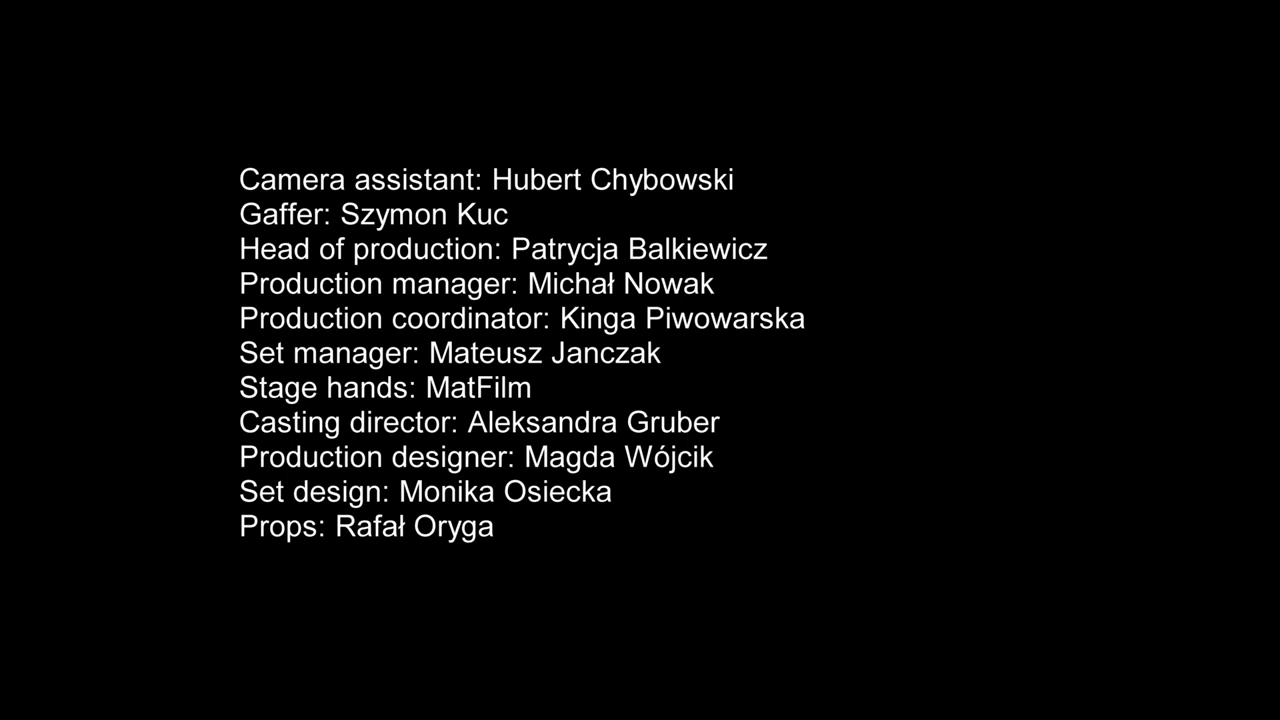 Camera assistant: Hubert Chybowski
Gaffer: Szymon Kuc
Head of production: Patrycja Balkiewicz
Production manager: Michał Nowak
Production coordinator: Kinga Piwowarska
Set manager: Mateusz Janczak
Stage hands: MatFilm
Casting director: Aleksandra Gruber
Production designer: Magda Wójcik
Set design: Monika Osiecka
Props: Rafał Oryga